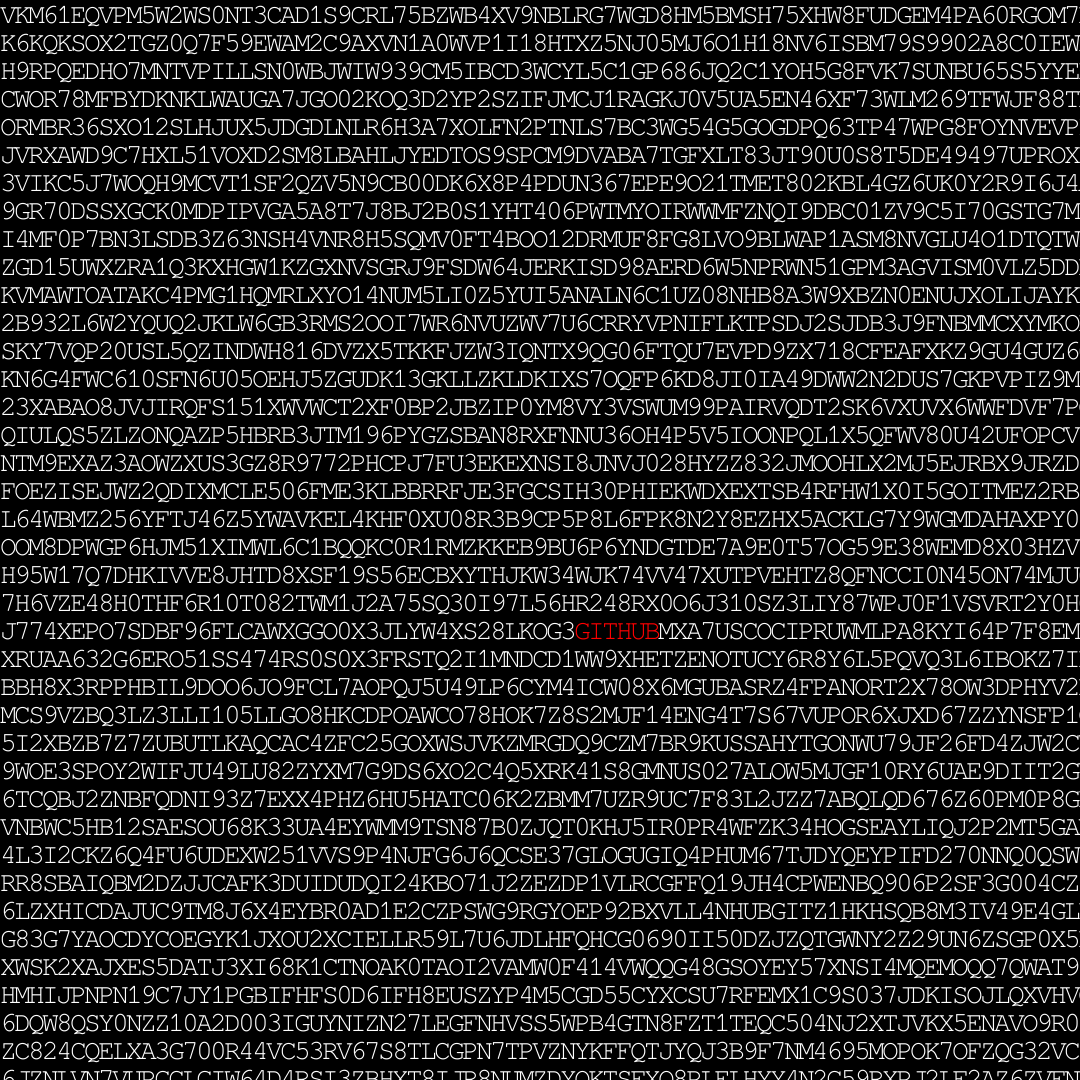 VKM61EQVPM5W2WS0NT3CAD1S9CRL75BZWB4XV9NBLRG7WGD8HM5BMSH75XHW8FUDGEM4PA60RGOM7
K6KQKSOX2TGZ0Q7F59EWAM2C9AXVN1A0WVP1I18HTXZ5NJ05MJ6O1H18NV6ISBM79S9902A8C0IEW
H9RPQEDHO7MNTVPILLSN0WBJWIW939CM5IBCD3WCYL5C1GP686JQ2C1YOH5G8FVK7SUNBU65S5YYE
CWOR78MFBYDKNKLWAUGA7JGO02KOQ3D2YP2SZIFJMCJ1RAGKJ0V5UA5EN46XF73WLM269TFWJF88T
ORMBR36SXO12SLHJUX5JDGDLNLR6H3A7XOLFN2PTNLS7BC3WG54G5GOGDPQ63TP47WPG8FOYNVEVP
JVRXAWD9C7HXL51VOXD2SM8LBAHLJYEDTOS9SPCM9DVABA7TGFXLT83JT90U0S8T5DE49497UPROX
3VIKC5J7WOQH9MCVT1SF2QZV5N9CB00DK6X8P4PDUN367EPE9O21TMET802KBL4GZ6UK0Y2R9I6J4
9GR70DSSXGCK0MDPIPVGA5A8T7J8BJ2B0S1YHT406PWTMYOIRWWMFZNQI9DBC01ZV9C5I70GSTG7M
I4MF0P7BN3LSDB3Z63NSH4VNR8H5SQMV0FT4BOO12DRMUF8FG8LVO9BLWAP1ASM8NVGLU4O1DTQTW
ZGD15UWXZRA1Q3KXHGW1KZGXNVSGRJ9FSDW64JERKISD98AERD6W5NPRWN51GPM3AGVISM0VLZ5DD
KVMAWTOATAKC4PMG1HQMRLXYO14NUM5LI0Z5YUI5ANALN6C1UZ08NHB8A3W9XBZN0ENUJXOLIJAYK
2B932L6W2YQUQ2JKLW6GB3RMS2OOI7WR6NVUZWV7U6CRRYVPNIFLKTPSDJ2SJDB3J9FNBMMCXYMKO
SKY7VQP20USL5QZINDWH816DVZX5TKKFJZW3IQNTX9QG06FTQU7EVPD9ZX718CFEAFXKZ9GU4GUZ6
KN6G4FWC610SFN6U05OEHJ5ZGUDK13GKLLZKLDKIXS7OQFP6KD8JI0IA49DWW2N2DUS7GKPVPIZ9M
23XABAO8JVJIRQFS151XWVWCT2XF0BP2JBZIP0YM8VY3VSWUM99PAIRVQDT2SK6VXUVX6WWFDVF7P
QIULQS5ZLZONQAZP5HBRB3JTM196PYGZSBAN8RXFNNU36OH4P5V5IOONPQL1X5QFWV80U42UFOPCV
NTM9EXAZ3AOWZXUS3GZ8R9772PHCPJ7FU3EKEXNSI8JNVJ028HYZZ832JMOOHLX2MJ5EJRBX9JRZD
FOEZISEJWZ2QDIXMCLE506FME3KLBBRRFJE3FGCSIH30PHIEKWDXEXTSB4RFHW1X0I5GOITMEZ2RB
L64WBMZ256YFTJ46Z5YWAVKEL4KHF0XU08R3B9CP5P8L6FPK8N2Y8EZHX5ACKLG7Y9WGMDAHAXPY0
OOM8DPWGP6HJM51XIMWL6C1BQQKC0R1RMZKKEB9BU6P6YNDGTDE7A9E0T57OG59E38WEMD8X03HZV
H95W17Q7DHKIVVE8JHTD8XSF19S56ECBXYTHJKW34WJK74VV47XUTPVEHTZ8QFNCCI0N45ON74MJU
7H6VZE48H0THF6R10T082TWM1J2A75SQ30I97L56HR248RX0O6J310SZ3LIY87WPJ0F1VSVRT2Y0H
J774XEPO7SDBF96FLCAWXGGO0X3JLYW4XS28LKOG3GITHUBMXA7USCOCIPRUWMLPA8KYI64P7F8EM
XRUAA632G6ERO51SS474RS0S0X3FRSTQ2I1MNDCD1WW9XHETZENOTUCY6R8Y6L5PQVQ3L6IBOKZ7I
BBH8X3RPPHBIL9DOO6JO9FCL7AOPQJ5U49LP6CYM4ICW08X6MGUBASRZ4FPANORT2X78OW3DPHYV2
MCS9VZBQ3LZ3LLI105LLGO8HKCDPOAWCO78HOK7Z8S2MJF14ENG4T7S67VUPOR6XJXD67ZZYNSFP1
5I2XBZB7Z7ZUBUTLKAQCAC4ZFC25GOXWSJVKZMRGDQ9CZM7BR9KUSSAHYTGONWU79JF26FD4ZJW2C
9WOE3SPOY2WIFJU49LU82ZYXM7G9DS6XO2C4Q5XRK41S8GMNUS027ALOW5MJGF10RY6UAE9DIIT2G
6TCQBJ2ZNBFQDNI93Z7EXX4PHZ6HU5HATC06K2ZBMM7UZR9UC7F83L2JZZ7ABQLQD676Z60PM0P8G
VNBWC5HB12SAESOU68K33UA4EYWMM9TSN87B0ZJQT0KHJ5IR0PR4WFZK34HOGSEAYLIQJ2P2MT5GA
4L3I2CKZ6Q4FU6UDEXW251VVS9P4NJFG6J6QCSE37GLOGUGIQ4PHUM67TJDYQEYPIFD270NNQ0QSW
RR8SBAIQBM2DZJJCAFK3DUIDUDQI24KBO71J2ZEZDP1VLRCGFFQ19JH4CPWENBQ906P2SF3G004CZ
6LZXHICDAJUC9TM8J6X4EYBR0AD1E2CZPSWG9RGYOEP92BXVLL4NHUBGITZ1HKHSQB8M3IV49E4GL
G83G7YAOCDYCOEGYK1JXOU2XCIELLR59L7U6JDLHFQHCG0690II50DZJZQTGWNY2Z29UN6ZSGP0X5
XWSK2XAJXES5DATJ3XI68K1CTNOAK0TAOI2VAMW0F414VWQQG48GSOYEY57XNSI4MQEMOQQ7QWAT9
HMHIJPNPN19C7JY1PGBIFHFS0D6IFH8EUSZYP4M5CGD55CYXCSU7RFEMX1C9S037JDKISOJLQXVHV
6DQW8QSY0NZZ10A2D003IGUYNIZN27LEGFNHVSS5WPB4GTN8FZT1TEQC504NJ2XTJVKX5ENAVO9R0
ZC824CQELXA3G700R44VC53RV67S8TLCGPN7TPVZNYKFFQTJYQJ3B9F7NM4695MOPOK7OFZQG32VC